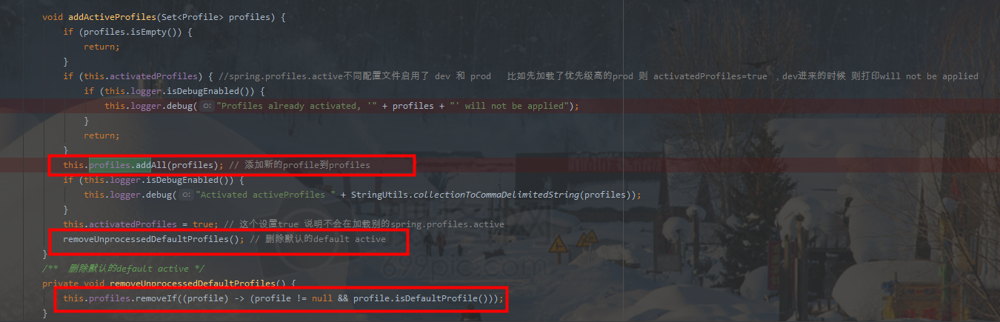 void addActiveProfiles(Set<Profile> profiles) {
if (profiles.isEmpty()) {
return;
}
if (this.activatedProfiles) { //spring.profiles.active不同配置文件启用了 dev 和 prod 比如先加载了优先级高的prod 则 activatedProfiles=true ,dev进来的时候 则打印will not be applied
if (this.logger.isDebugEnabled()) {
this.logger.debug( o: "Profiles already activated, '" + profiles + "' will not be applied");
}
return;
}
this.profiles.addAll(profiles); // 添加新的profile到profiles
if (this.logger.isDebugEnabled()) {
this.logger.debug( o: "Activated activeProfiles " + StringUtils.collectionToCommaDelimitedString(profiles));
}
this.activatedProfiles = true; // 这个设置true 说明不会在加载别的spring.profiles.active
removeUnprocessedDefaultProfiles(); // 删除默认的default active
}
/** 删除默认的default active */
private void removeUnprocessedDefaultProfiles() {
this.profiles.removeIf((profile) -> (profile != null && profile.isDefaultProfile()));
}